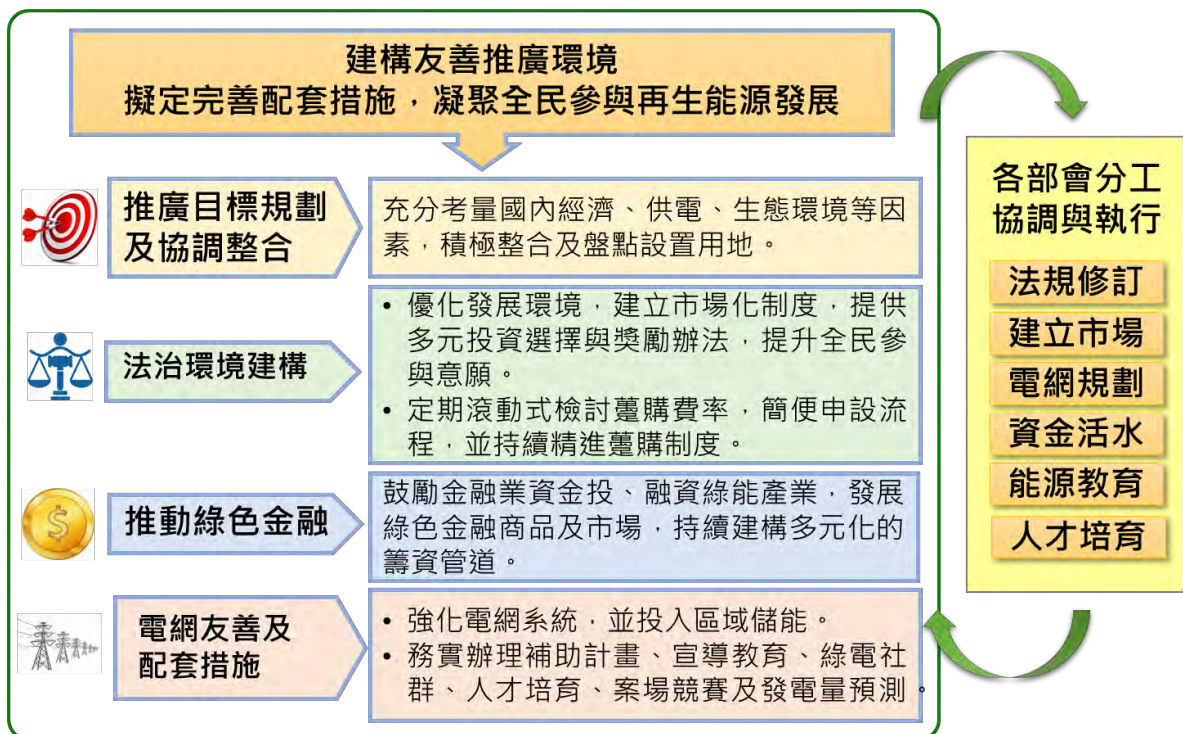 建構友善推廣環境
擬定完善配套措施，凝聚全民參與再生能源發展
推廣目標規劃
及協調整合
充分考量國內經濟、供電、生態環境等因
素，積極整合及盤點設置用地。
法治環境建構
• 優化發展環境，建立市場化制度，提供
多元投資選擇與獎勵辦法，提升全民參
與意願。
• 定期滾動式檢討躉購費率，簡便申設流
程，並持續精進躉購制度。
推動綠色金融
$
鼓勵金融業資金投、融資綠能產業，發展
綠色金融商品及市場，持續建構多元化的
籌資管道。
電網友善及
配套措施
• 強化電網系統，並投入區域儲能。
• 務實辦理補助計畫、宣導教育、綠電社
群、人才培育、案場競賽及發電量預測。
各部會分工
協調與執行
法規修訂
建立市場
電網規劃
資金活水
能源教育
人才培育